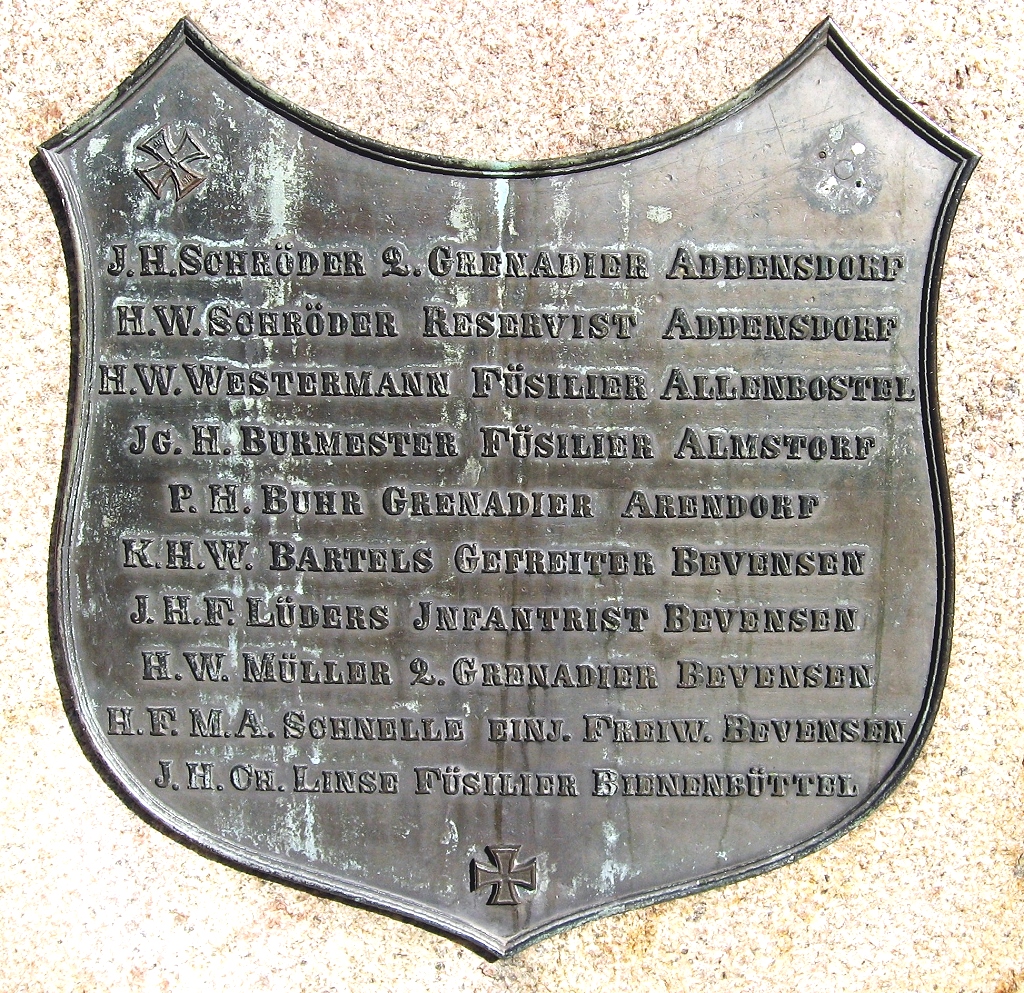 J. H. SCHRÖDER 2. GRENADIER ADDENSDORF
H. W. SCHRÖDER RESERVIST ADDENSDORF
H. W. WESTERMANN FÜSILIER ALLENBOSTEL
JG. H. BURMESTER FÜSILIER ALMSTORF
P. H. BUHR GRENADIER ARENDORF
K. H. W. BARTELS GEFREITER BEVENSEN
J. H. F. LÜDERS JNFANTRIST BEVENSEN
H. W. MÜLLER 2. GRENADIER BEVENSEN
H. F. M. A. SCHNELLE EINJ. FREIW. BEVENSEN
J. H. CH. LINSE FÜSILIER BIENENBÜTTEL